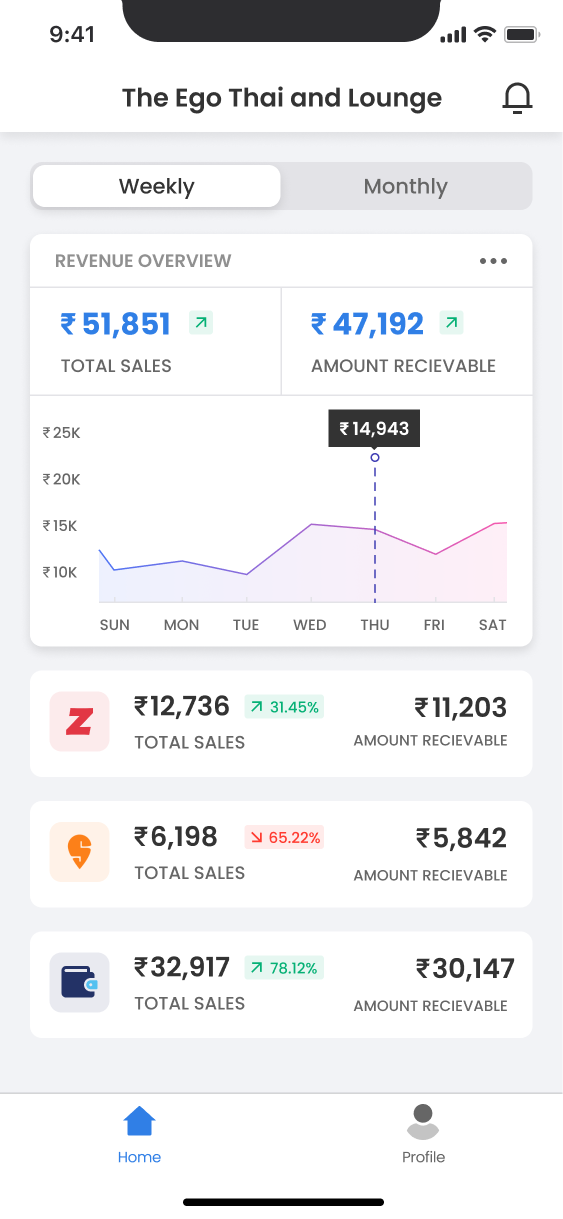 9:41
The Ego Thai and Lounge
Weekly Monthly
REVENUE OVERVIEW
₹ 51,851 ₹ 47,192
TOTAL SALES AMOUNT RECIEVABLE
₹ 14,943
₹ 25K
₹ 20K
₹ 15K
₹ 10K
SUN MON TUE WED THU FRI SAT
₹12,736 31.45% ₹11,203
TOTAL SALES AMOUNT RECIEVABLE
₹6,198 65.22% ₹5,842
TOTAL SALES AMOUNT RECIEVABLE
₹32,917 78.12% ₹30,147
TOTAL SALES AMOUNT RECIEVABLE
Home Profile